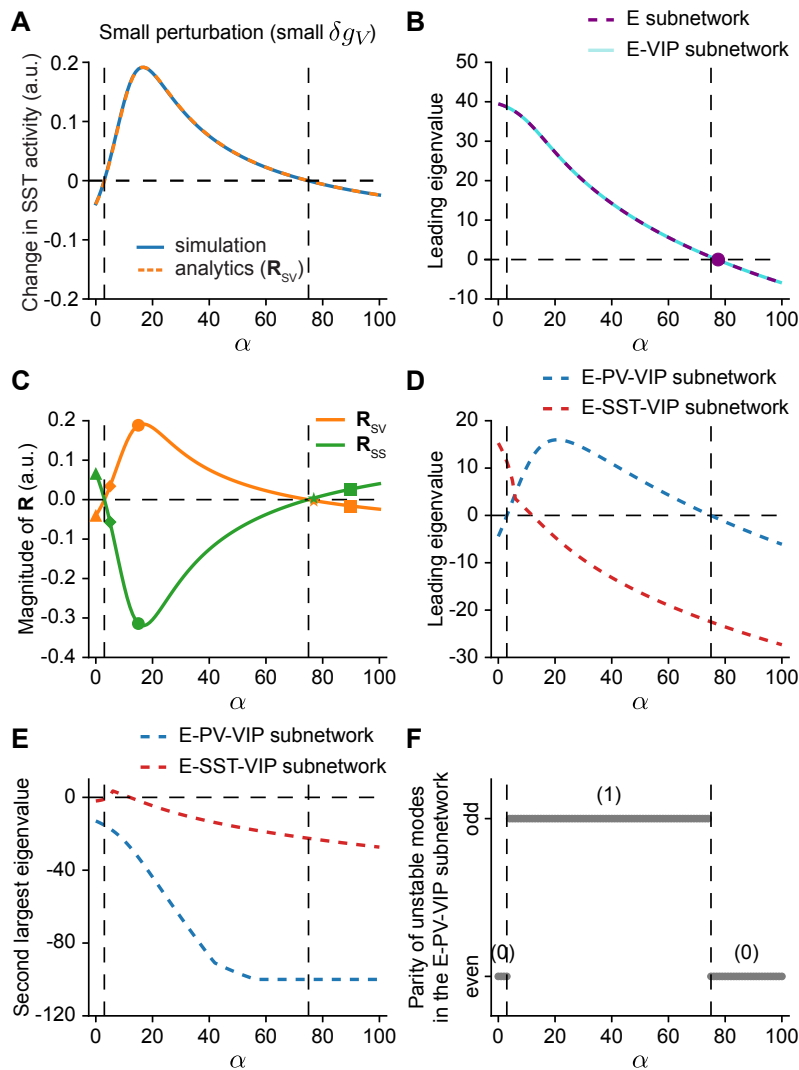 A
Small perturbation (small δg_V)
Change in SST activity (a.u.)
0.2
0.1
0
-0.1
-0.2
simulation
analytics (R_SV)
0 20 40 60 80 100
α
B
E subnetwork
E-VIP subnetwork
Leading eigenvalue
50
40
30
20
10
0
-10
0 20 40 60 80 100
α
C
R_SV
R_SS
Magnitude of R (a.u.)
0.2
0.1
0.0
-0.1
-0.2
-0.3
-0.4
0 20 40 60 80 100
α
D
E-PV-VIP subnetwork
E-SST-VIP subnetwork
Leading eigenvalue
20
10
0
-10
-20
-30
0 20 40 60 80 100
α
E
E-PV-VIP subnetwork
E-SST-VIP subnetwork
Second largest eigenvalue
0
-40
-80
-120
0 20 40 60 80 100
α
F
Parity of unstable modes
in the E-PV-VIP subnetwork
odd
even
(1)
(0)
(0)
0 20 40 60 80 100
α